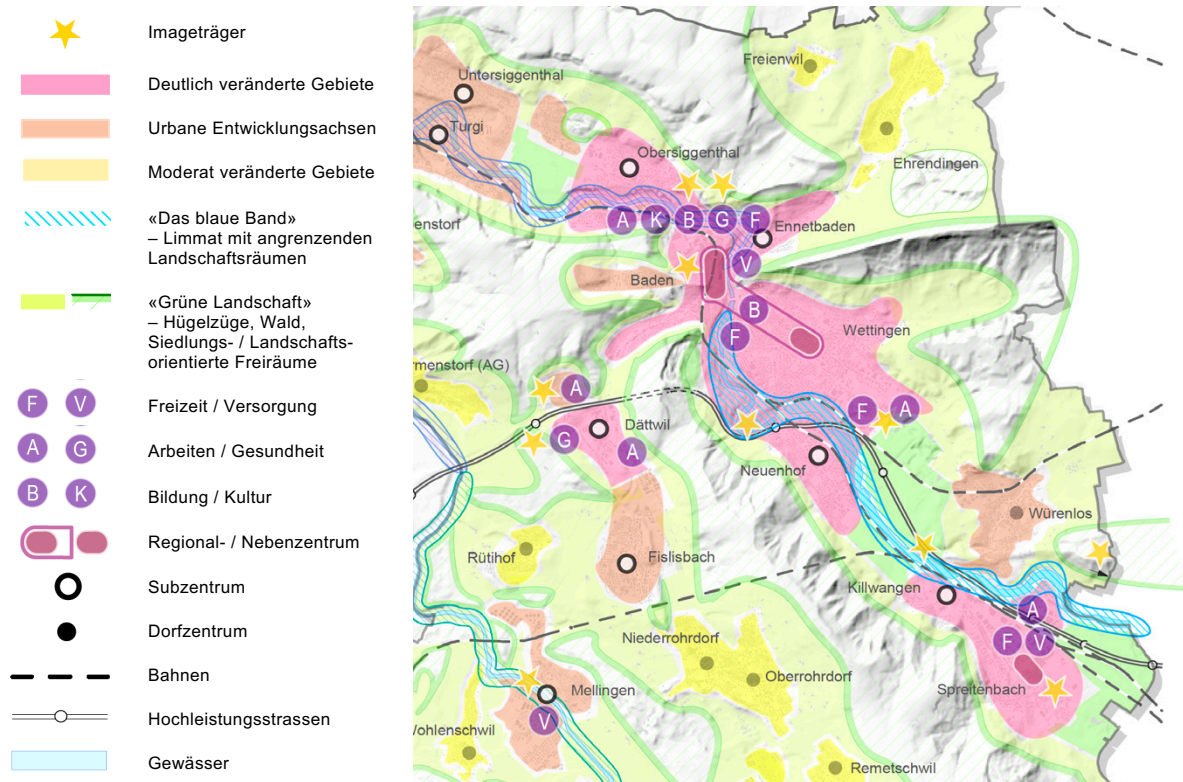 Imageträger
Deutlich veränderte Gebiete
Urbane Entwicklungsachsen
Moderat veränderte Gebiete
«Das blaue Band»
– Limmat mit angrenzenden
Landschaftsräumen
«Grüne Landschaft»
– Hügelzüge, Wald,
Siedlungs- / Landschafts-
orientierte Freiräume
F V Freizeit / Versorgung
A G Arbeiten / Gesundheit
B K Bildung / Kultur
Regional- / Nebenzentrum
Subzentrum
Dorfzentrum
Bahnen
Hochleistungsstrassen
Gewässer
Freienwil
Untersiggenthal
Turgi
Obersiggenthal
Ehrendingen
A K B G F
enstorf
Ennetbaden
V
Baden
B
Wettingen
F
rmenstorf (AG)
A
F A
Dättwil
G
A
Neuenhof
Würenlos
Rütihof
Fislisbach
Killwangen
A
Niederrohrdorf
F V
Oberrohrdorf
Spreitenbach
Mellingen
V
Wohlenschwil
Remetschwil